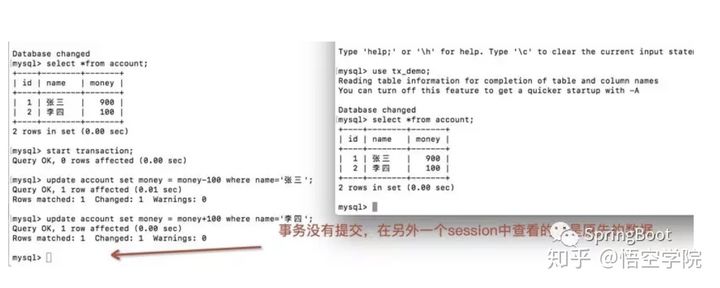 Database changed
mysql> select *from account;
+----+--------+-------+
| id | name | money |
+----+--------+-------+
| 1 | 张三 | 900 |
| 2 | 李四 | 100 |
+----+--------+-------+
2 rows in set (0.00 sec)
mysql> start transaction;
Query OK, 0 rows affected (0.00 sec)
mysql> update account set money = money-100 where name='张三';
Query OK, 1 row affected (0.01 sec)
Rows matched: 1 Changed: 1 Warnings: 0
mysql> update account set money = money+100 where name='李四';
Query OK, 1 row affected (0.00 sec)
Rows matched: 1 Changed: 1 Warnings: 0
mysql>
Type 'help;' or '\h' for help. Type '\c' to clear the current input
mysql> use tx_demo;
Reading table information for completion of table and column names
You can turn off this feature to get a quicker startup with -A
Database changed
mysql> select *from account;
+----+--------+-------+
| id | name | money |
+----+--------+-------+
| 1 | 张三 | 900 |
| 2 | 李四 | 100 |
+----+--------+-------+
2 rows in set (0.00 sec)
mysql>
事务没有提交，在另外一个session中查看的
SpringBoot
知乎 @悟空学院